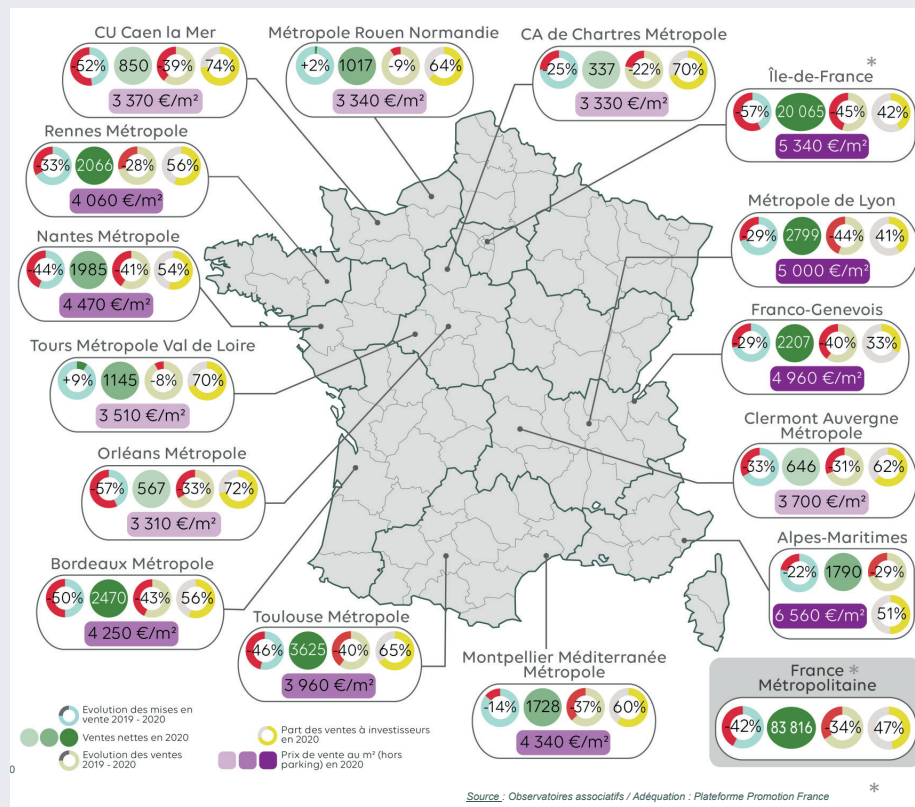 CU Caen la Mer
-52% 850 -39% 74%
3 370 €/m²
Métropole Rouen Normandie
+2% 1017 -9% 64%
3 340 €/m²
CA de Chartres Métropole
-25% 337 -22% 70%
3 330 €/m²
Île-de-France *
-57% 20 065 -45% 42%
5 340 €/m²
Rennes Métropole
-33% 2066 -28% 56%
4 060 €/m²
Métropole de Lyon
-29% 2799 -44% 41%
5 000 €/m²
Nantes Métropole
-44% 1985 -41% 54%
4 470 €/m²
Franco-Genevois
-29% 2207 -40% 33%
4 960 €/m²
Tours Métropole Val de Loire
+9% 1145 -8% 70%
3 510 €/m²
Clermont Auvergne
Métropole
-33% 646 -31% 62%
3 700 €/m²
Orléans Métropole
-57% 567 -33% 72%
3 310 €/m²
Alpes-Maritimes
-22% 1790 -29%
6 560 €/m² 51%
Bordeaux Métropole
-50% 2470 -43% 56%
4 250 €/m²
Toulouse Métropole
-46% 3625 -40% 65%
3 960 €/m²
Montpellier Méditerranée
Métropole
-14% 1728 -37% 60%
4 340 €/m²
France *
Métropolitaine
-42% 83 816 -34% 47%
Evolution des mises en
vente 2019 - 2020
Ventes nettes en 2020
Evolution des ventes
2019 - 2020
Part des ventes à investisseurs
en 2020
Prix de vente au m² (hors
parking) en 2020
0
Source : Observatoires associatifs / Adéquation : Plateforme Promotion France
*